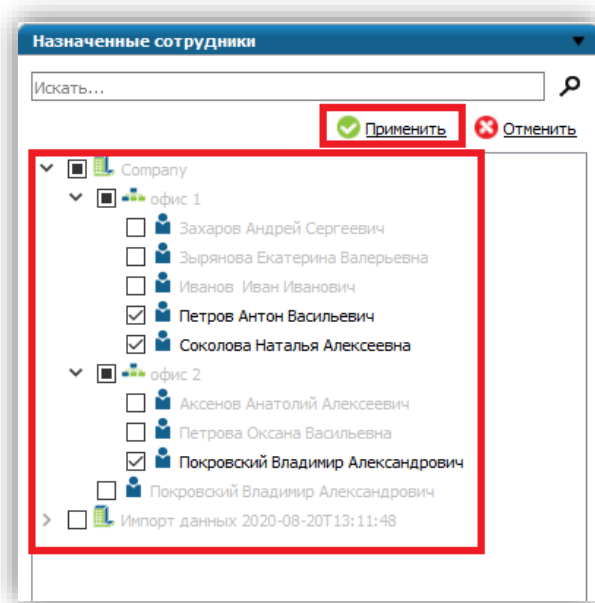 Назначенные сотрудники
Искать...
Применить Отменить
Company
офис 1
Захаров Андрей Сергеевич
Зырянова Екатерина Валерьевна
Иванов Иван Иванович
Петров Антон Васильевич
Соколова Наталья Алексеевна
офис 2
Аксенов Анатолий Алексеевич
Петрова Оксана Васильевна
Покровский Владимир Александрович
Покровский Владимир Александрович
Импорт данных 2020-08-20T13:11:48